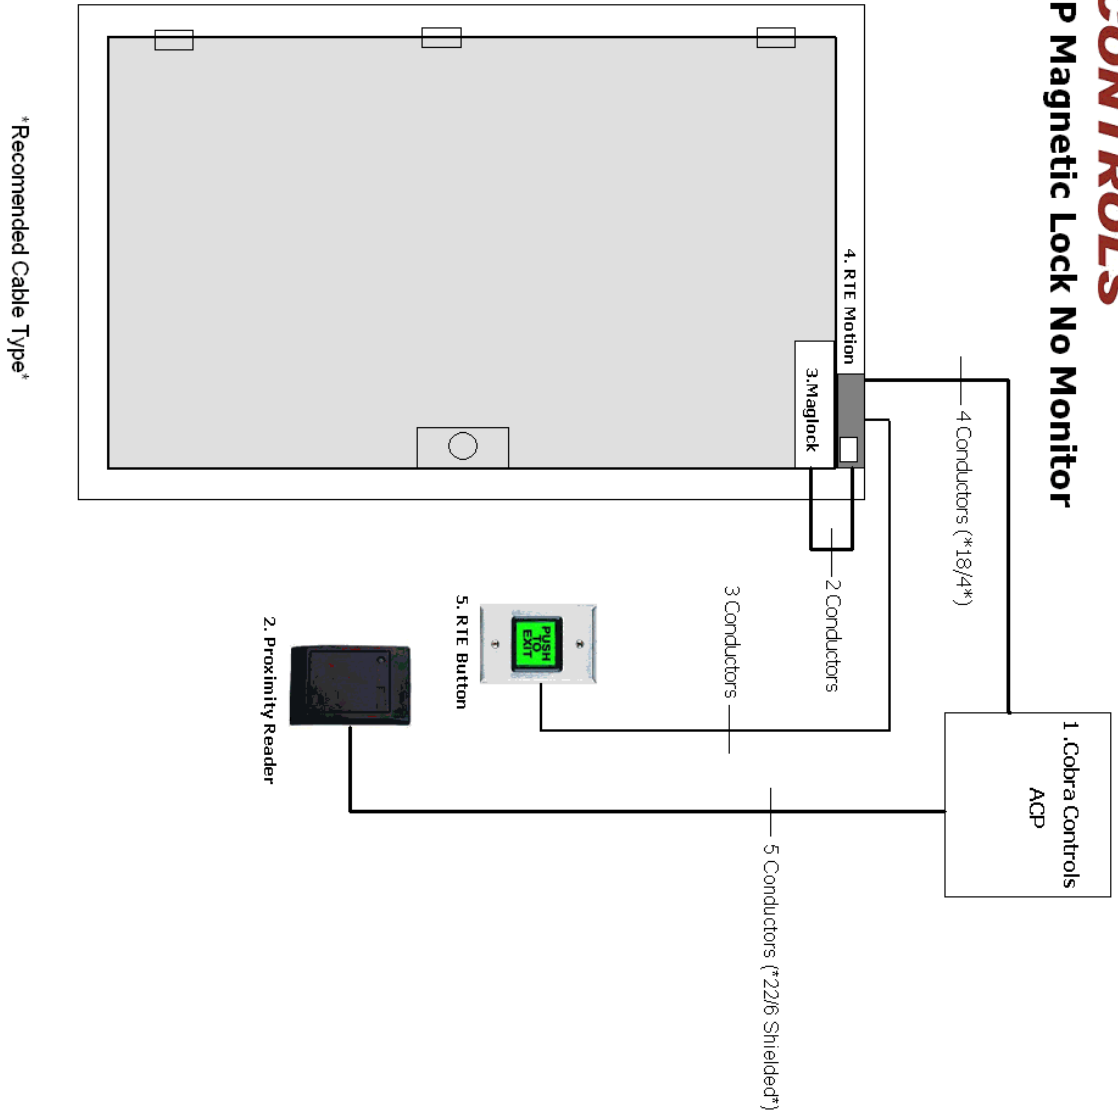 CONTROLS
P Magnetic Lock No Monitor
1 .Cobra Controls
ACP
4 Conductors (*18/4*)
4. RTE Motion
3.Maglock
2 Conductors
3 Conductors
5 Conductors (*22/6 Shielded*)
PUSH
TO
EXIT
5. RTE Button
2. Proximity Reader
*Recomended Cable Type*